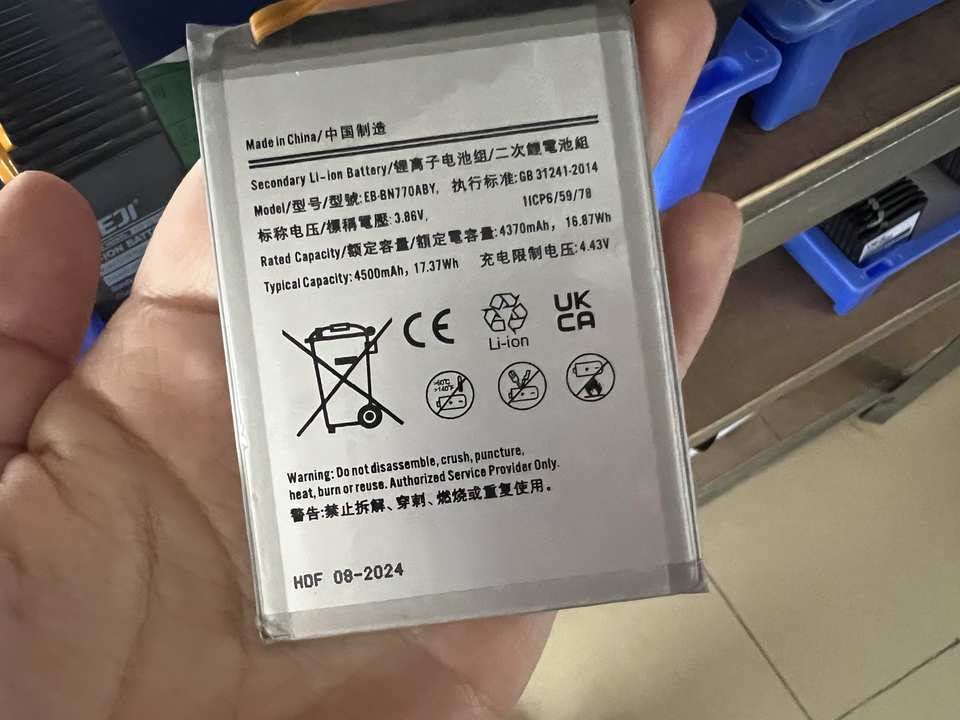 Made in China/中国制造
Secondary Li-ion Battery/锂离子电池组/二次鋰電池組
Model/型号/型號:EB-BN770ABY, 执行标准:GB 31241-2014
标称电压/標稱電壓:3.86V, 1ICP6/59/78
Rated Capacity/额定容量/額定電容量:4370mAh, 16.87Wh
Typical Capacity:4500mAh, 17.37Wh 充电限制电压:4.43V
CE
UK
CA
Li-ion
>60℃
>140℉
Warning: Do not disassemble, crush, puncture,
heat, burn or reuse. Authorized Service Provider Only.
警告:禁止拆解、穿刺、燃烧或重复使用。
HDF 08-2024